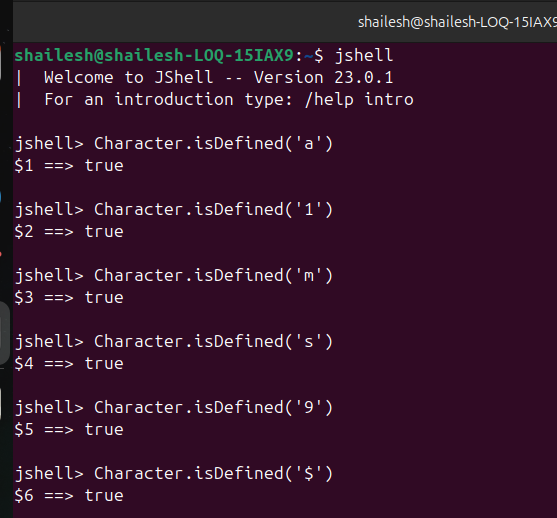 shailesh@shailesh-LOQ-15IAX9
shailesh@shailesh-LOQ-15IAX9:~$ jshell
|  Welcome to JShell -- Version 23.0.1
|  For an introduction type: /help intro
jshell> Character.isDefined('a')
$1 ==> true
jshell> Character.isDefined('1')
$2 ==> true
jshell> Character.isDefined('m')
$3 ==> true
jshell> Character.isDefined('s')
$4 ==> true
jshell> Character.isDefined('9')
$5 ==> true
jshell> Character.isDefined('$')
$6 ==> true